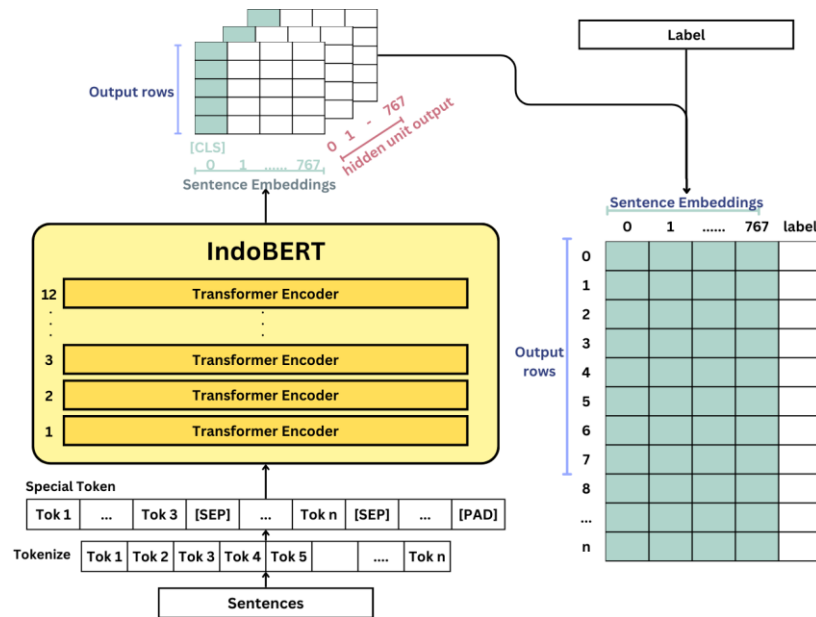 Label
Output rows
[CLS]
0 1 ...... 767
Sentence Embeddings
0 1 - 767
hidden unit output
IndoBERT
12 Transformer Encoder
. .
. .
. .
3 Transformer Encoder
2 Transformer Encoder
1 Transformer Encoder
Special Token
Tok 1 ... Tok 3 [SEP] ... Tok n [SEP] ... [PAD]
Tokenize Tok 1 Tok 2 Tok 3 Tok 4 Tok 5 .... Tok n
Sentences
Sentence Embeddings
0 1 ...... 767 label
Output rows
0
1
2
3
4
5
6
7
8
...
n